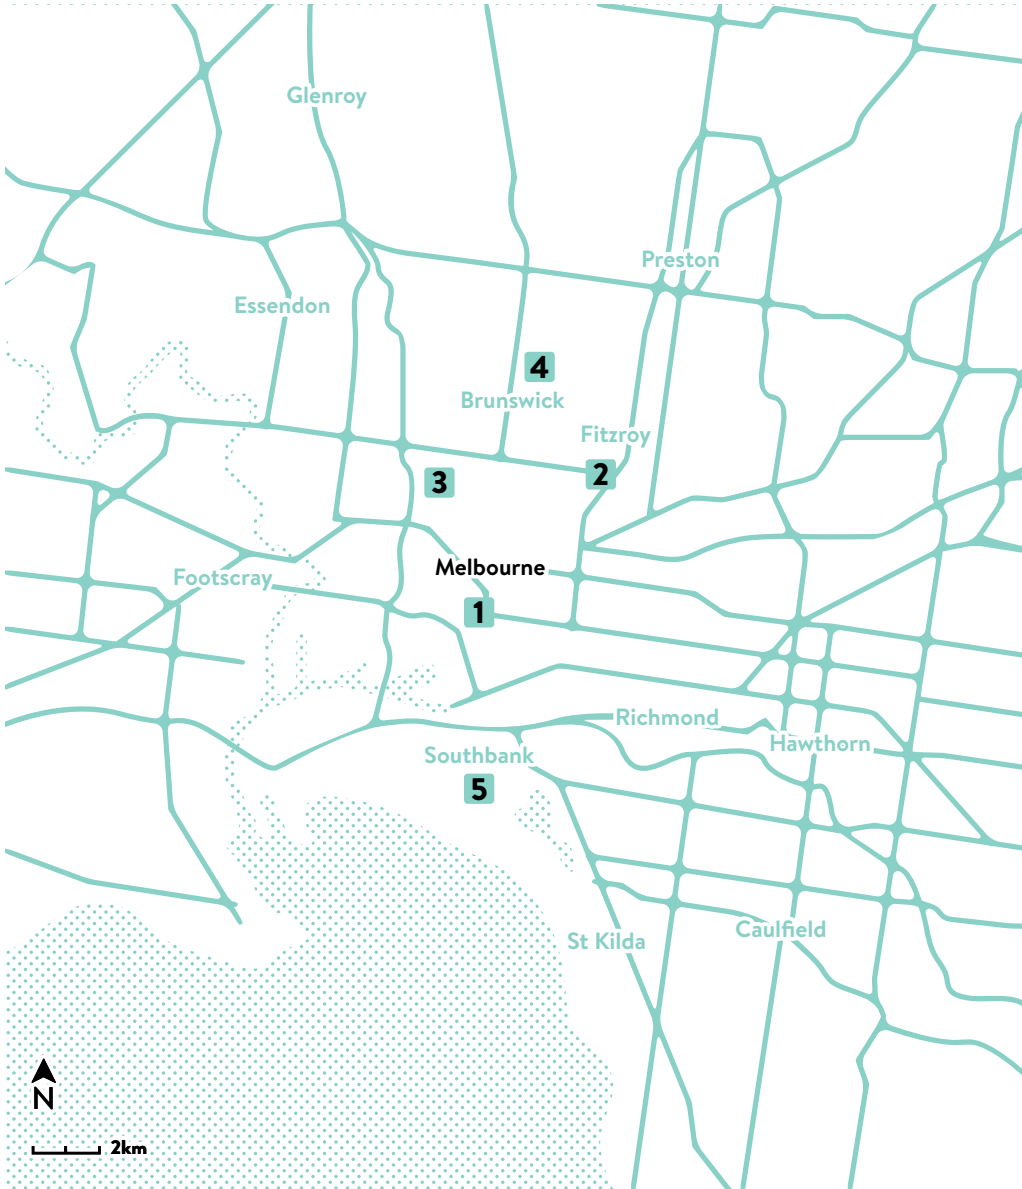 Glenroy
Preston
Essendon
4
Brunswick
Fitzroy
2
3
Melbourne
Footscray
1
Richmond
Hawthorn
Southbank
5
Caulfield
St Kilda
N
2km